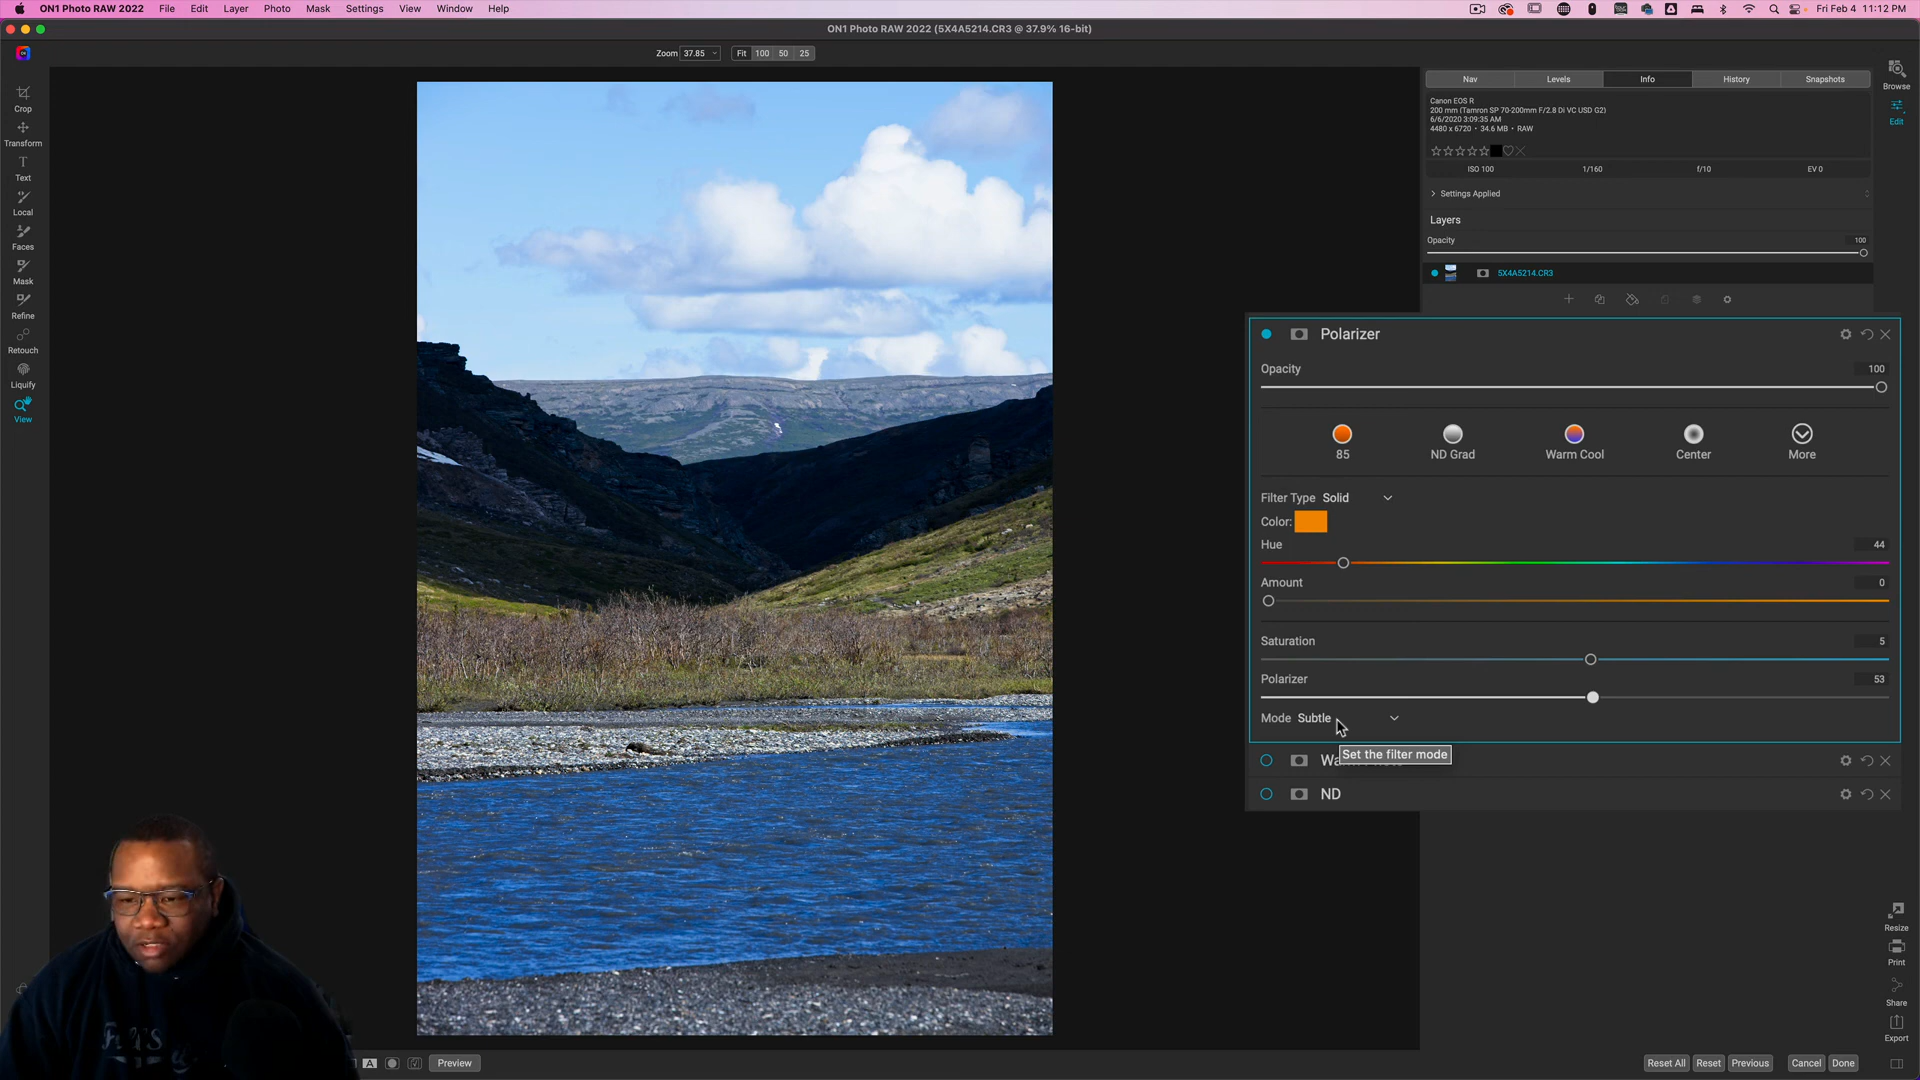 ON1 Photo RAW 2022 File Edit Layer Photo Mask Settings View Window Help Fri Feb 4 11:12 PM
ON1 Photo RAW 2022 (5X4A5214.CR3 @ 37.9% 16-bit)
Zoom 37.85 Fit 100 50 25
Crop
Transform
Text
Local
Faces
Mask
Refine
Retouch
Liquify
View
Nav Levels Info History Snapshots
Browse
Edit
Canon EOS R
200 mm (Tamron SP 70-200mm F/2.8 Di VC USD G2)
6/6/2020 3:09:35 AM
4480 x 6720 • 34.6 MB • RAW
ISO 100 1/160 f/10 EV 0
Settings Applied
Layers
Opacity 100
5X4A5214.CR3
Polarizer
Opacity 100
85 ND Grad Warm Cool Center More
Filter Type Solid
Color:
Hue 44
Amount 0
Saturation 5
Polarizer 53
Mode Subtle
Set the filter mode
ND
Resize
Print
Share
Export
A Preview
Reset All Reset Previous Cancel Done